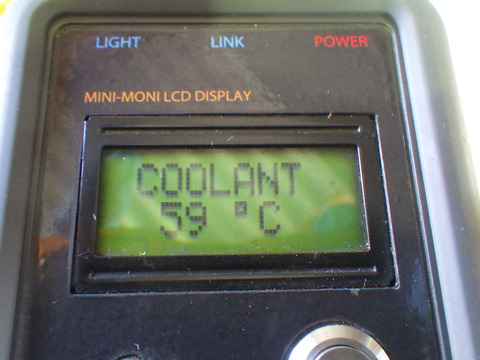 LIGHT LINK POWER
MINI-MONI LCD DISPLAY
COOLANT
59 °C